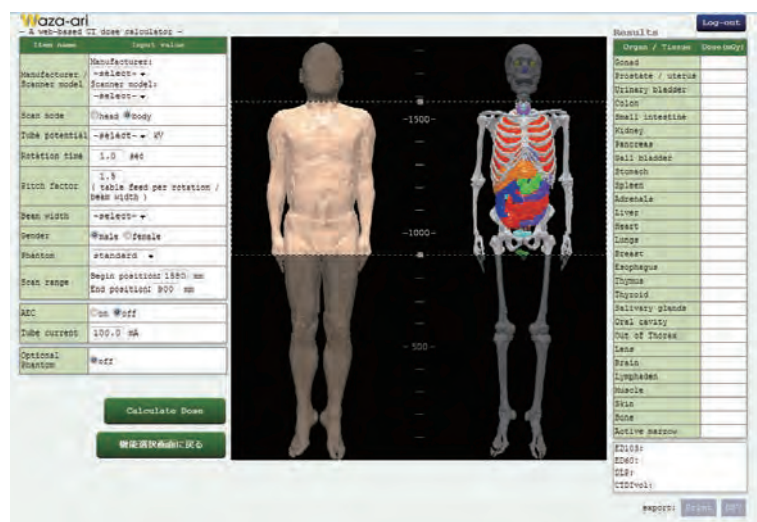 Waza-ari
- A web-based CT dose calculator -
Log-out
Item name Input value
Manufacturer / Scanner model
Manufacturer:
-select-
Scanner model:
-select-
Scan mode head body
Tube potential -select- kV
Rotation time 1.0 sec
Pitch factor
1.5
( table feed per rotation /
beam width )
Beam width -select-
Gender male female
Phantom standard
Scan range
Begin position: 1580 mm
End position: 900 mm
AEC on off
Tube current 100.0 mA
Optional Phantom off
Calculate Dose
機能選択画面に戻る
-1500-
-1000-
- 500 -
Results
Organ / Tissue Dose(mGy)
Gonad
Prostate / uterus
Urinary bladder
Colon
Small intestine
Kidney
Pancreas
Gall bladder
Stomach
Spleen
Adrenals
Liver
Heart
Lungs
Breast
Esophagus
Thymus
Thyroid
Salivary glands
Oral cavity
Out of Thorax
Lens
Brain
Lymphnden
Muscle
Skin
Bone
Active marrow
ED103:
ED60:
DLP:
CTDIvol:
export: Print